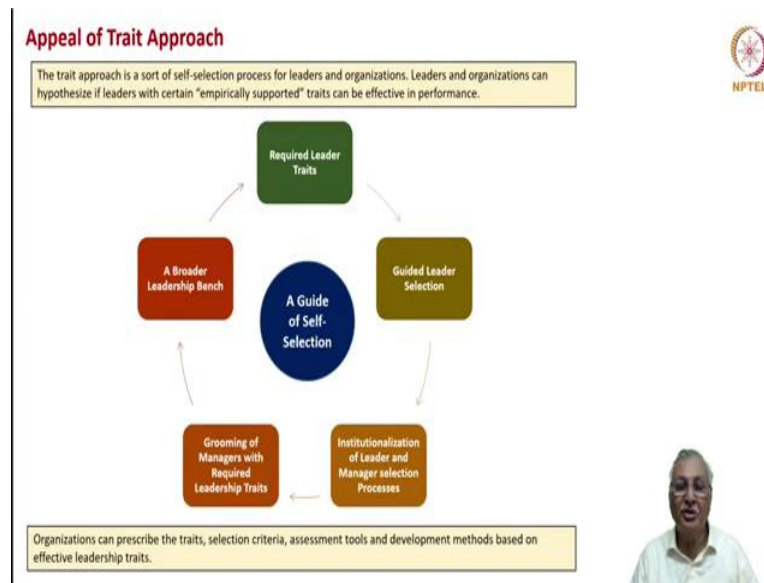 Appeal of Trait Approach
The trait approach is a sort of self-selection process for leaders and organizations. Leaders and organizations can
hypothesize if leaders with certain “empirically supported” traits can be effective in performance.
NPTEL
Required Leader
Traits
A Broader
Leadership Bench
Guided Leader
Selection
A Guide
of Self-
Selection
Grooming of
Managers with
Required
Leadership Traits
Institutionalization
of Leader and
Manager selection
Processes
Organizations can prescribe the traits, selection criteria, assessment tools and development methods based on
effective leadership traits.